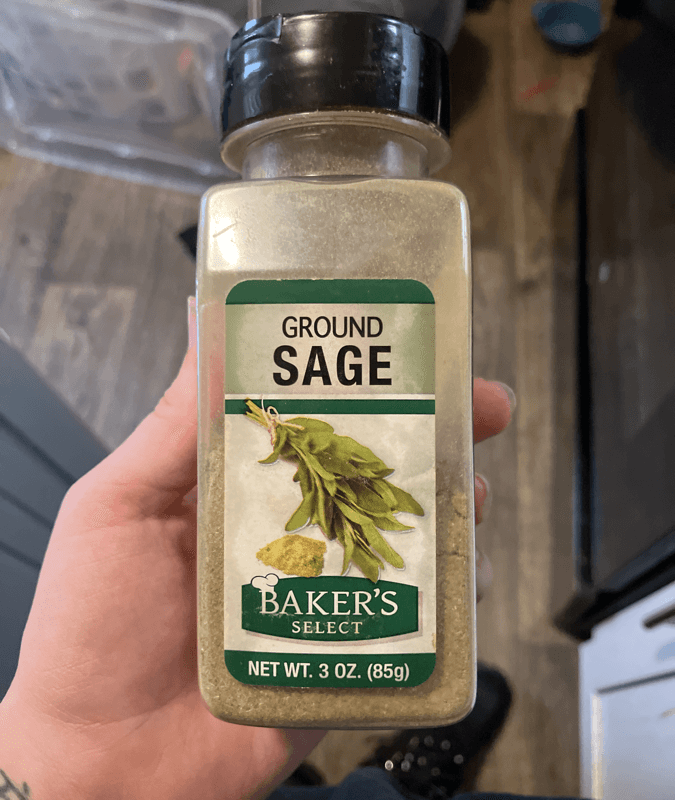 GROUND
SAGE
BAKER'S
SELECT
NET WT. 3 OZ. (85g)